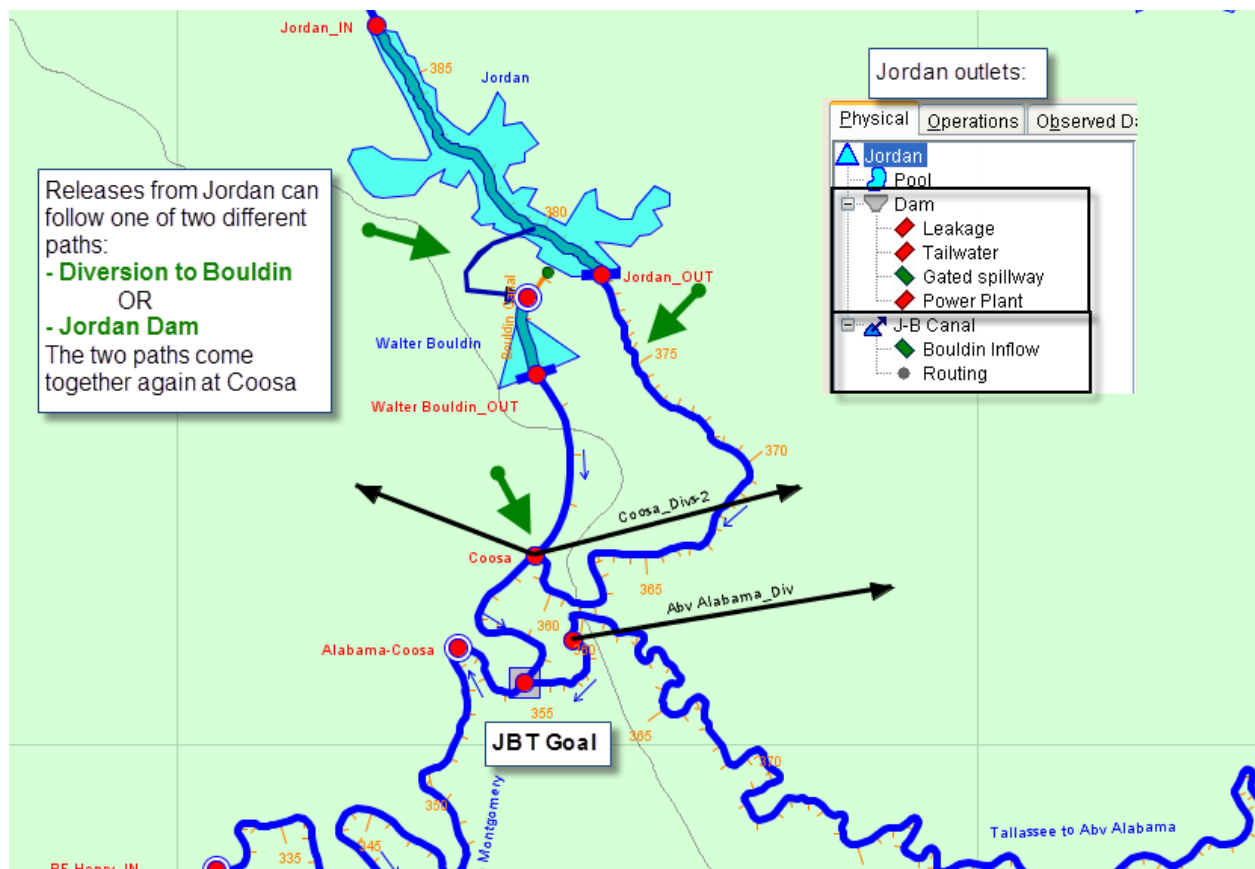 Jordan_IN
385
Jordan
Jordan outlets:
Physical
Operations
Observed Da
Jordan
Pool
Dam
Leakage
Tailwater
Gated spillway
Power Plant
J-B Canal
Bouldin Inflow
Routing
Releases from Jordan can
follow one of two different
paths:
- Diversion to Bouldin
OR
- Jordan Dam
The two paths come
together again at Coosa
380
Jordan_OUT
Bouldin_Canal
Walter Bouldin
375
Walter Bouldin_OUT
370
Coosa_Divs-2
Coosa
365
Abv Alabama_Div
360
Alabama-Coosa
360
355
JBT Goal
365
370
350
Montgomery
Tallassee to Abv Alabama
345
335
RF Henry_IN